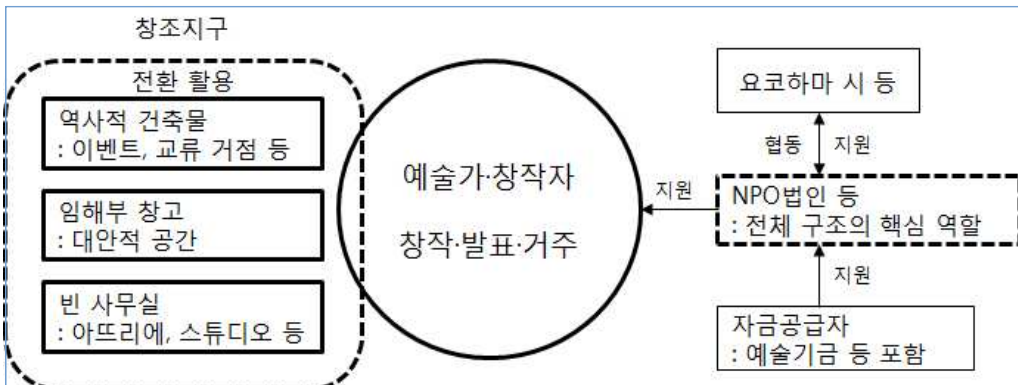 창조지구
전환 활용
역사적 건축물
: 이벤트, 교류 거점 등
임해부 창고
: 대안적 공간
빈 사무실
: 아뜨리에, 스튜디오 등
예술가·창작자
창작·발표·거주
지원
요코하마 시 등
협동 지원
NPO법인 등
: 전체 구조의 핵심 역할
지원
자금공급자
: 예술기금 등 포함